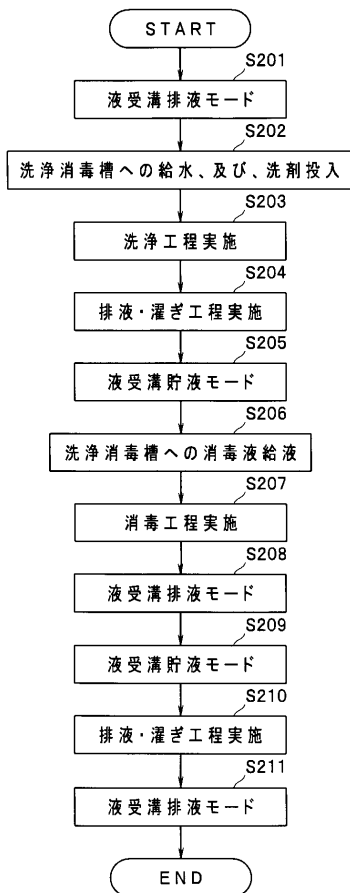 START
S201
液受溝排液モード
S202
洗浄消毒槽への給水、及び、洗剤投入
S203
洗浄工程実施
S204
排液・濯ぎ工程実施
S205
液受溝貯液モード
S206
洗浄消毒槽への消毒液給液
S207
消毒工程実施
S208
液受溝排液モード
S209
液受溝貯液モード
S210
排液・濯ぎ工程実施
S211
液受溝排液モード
END